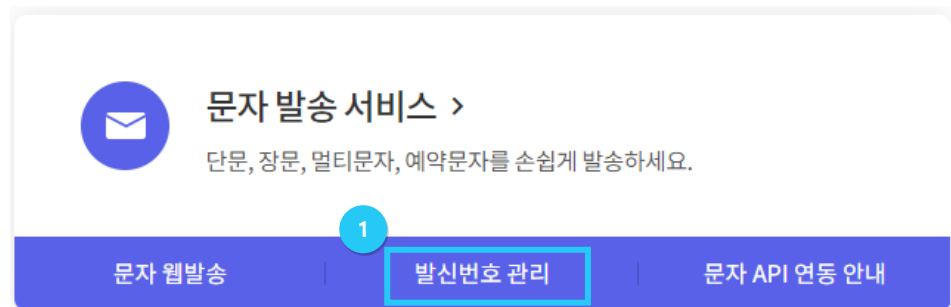 문자 발송 서비스 >
단문, 장문, 멀티문자, 예약문자를 손쉽게 발송하세요.
1
문자 웹발송 발신번호 관리 문자 API 연동 안내